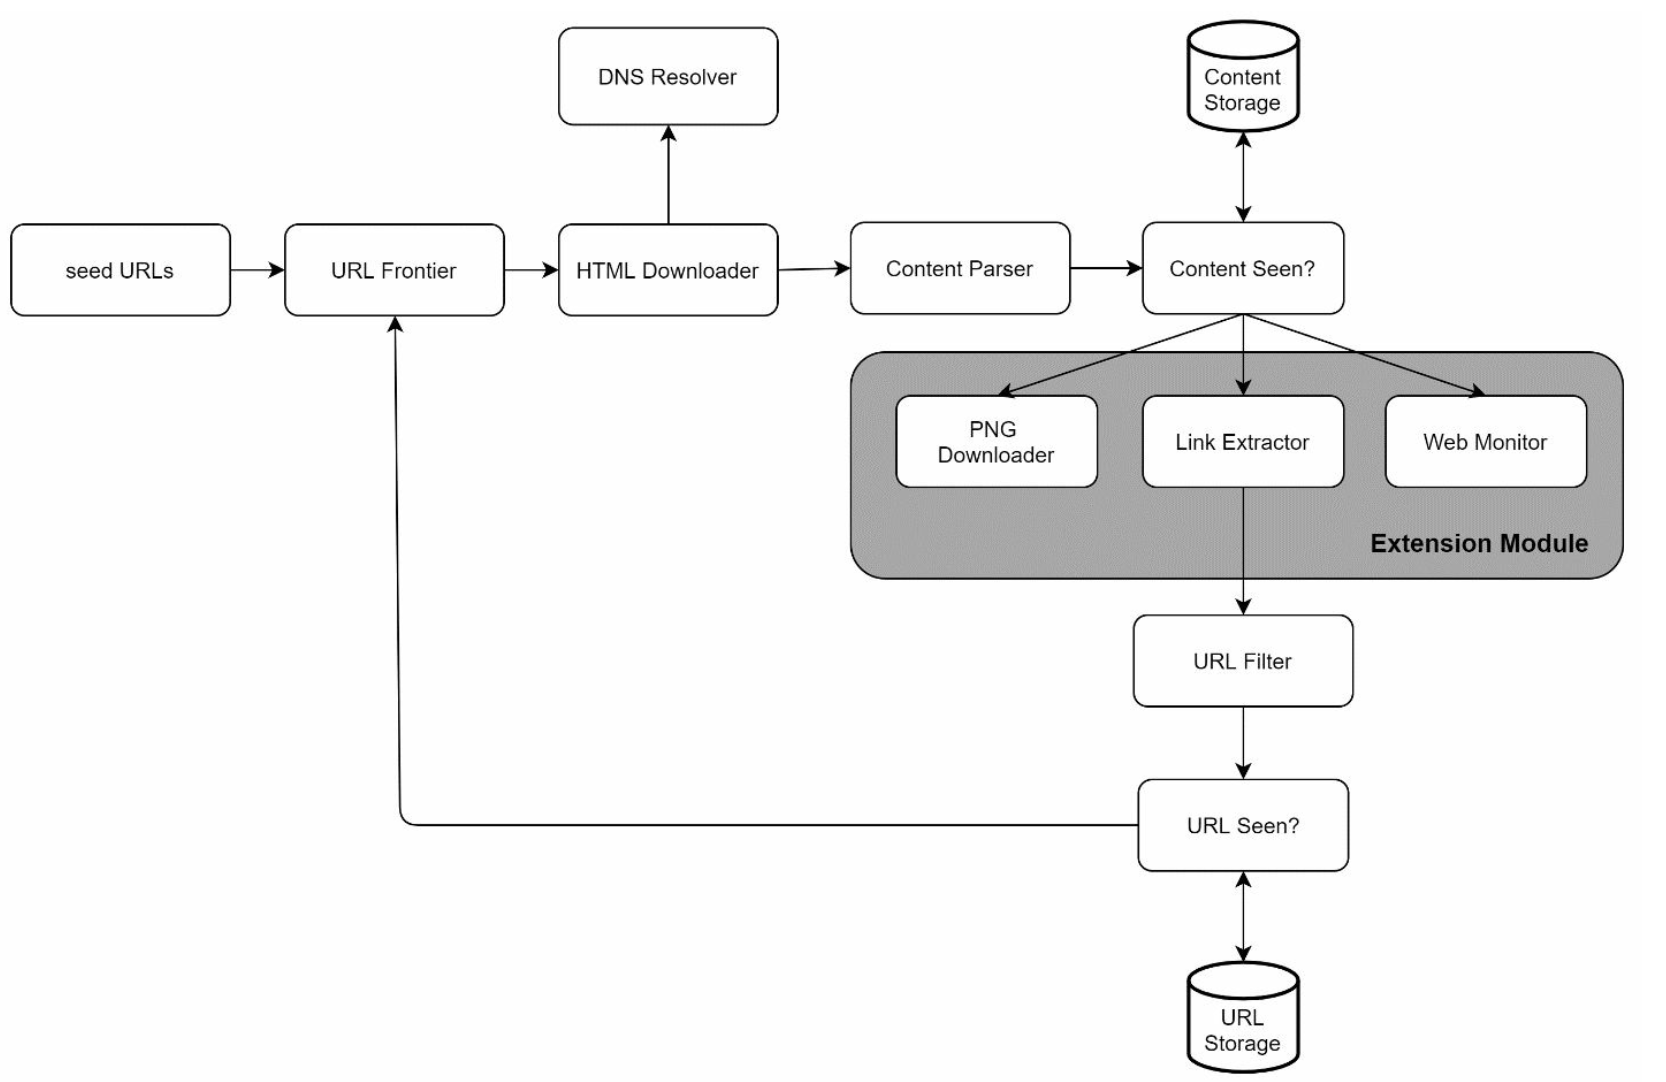 DNS Resolver
Content
Storage
seed URLs
URL Frontier
HTML Downloader
Content Parser
Content Seen?
PNG
Downloader
Link Extractor
Web Monitor
Extension Module
URL Filter
URL Seen?
URL
Storage